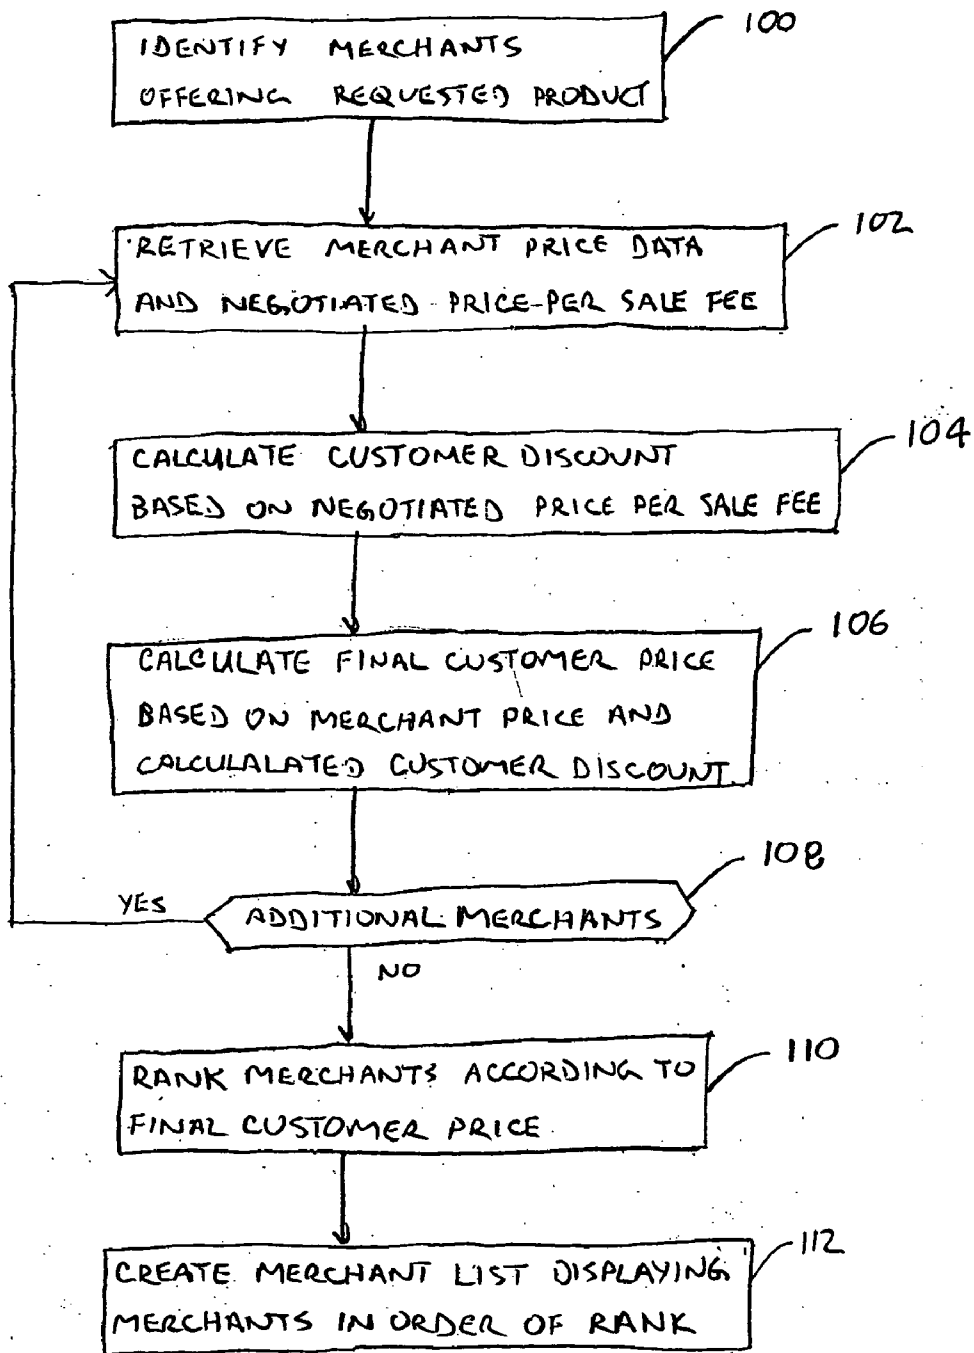 100
IDENTIFY MERCHANTS
OFFERING REQUESTED PRODUCT
102
RETRIEVE MERCHANT PRICE DATA
AND NEGOTIATED PRICE-PER SALE FEE
104
CALCULATE CUSTOMER DISCOUNT
BASED ON NEGOTIATED PRICE PER SALE FEE
106
CALCULATE FINAL CUSTOMER PRICE
BASED ON MERCHANT PRICE AND
CALCULALATED CUSTOMER DISCOUNT
108
YES
ADDITIONAL MERCHANTS
NO
110
RANK MERCHANTS ACCORDING TO
FINAL CUSTOMER PRICE
112
CREATE MERCHANT LIST DISPLAYING
MERCHANTS IN ORDER OF RANK